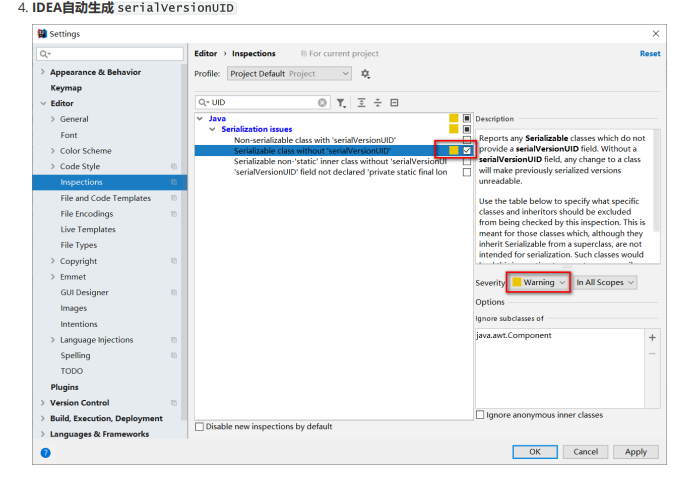 4. IDEA自动生成 serialVersionUID
Settings
Editor › Inspections For current project Reset
Profile: Project Default Project
UID
Appearance & Behavior
Keymap
Editor
General
Font
Color Scheme
Code Style
Inspections
File and Code Templates
File Encodings
Live Templates
File Types
Copyright
Emmet
GUI Designer
Images
Intentions
Language Injections
Spelling
TODO
Plugins
Version Control
Build, Execution, Deployment
Languages & Frameworks
Java
Serialization issues
Non-serializable class with 'serialVersionUID'
Serializable class without 'serialVersionUID'
Serializable non-'static' inner class without 'serialVersionUI
'serialVersionUID' field not declared 'private static final lon
Disable new inspections by default
Description
Reports any Serializable classes which do not
provide a serialVersionUID field. Without a
serialVersionUID field, any change to a class
will make previously serialized versions
unreadable.
Use the table below to specify what specific
classes and inheritors should be excluded
from being checked by this inspection. This is
meant for those classes which, although they
inherit Serializable from a superclass, are not
intended for serialization. Such classes would
Severity: Warning In All Scopes
Options
Ignore subclasses of
java.awt.Component
Ignore anonymous inner classes
OK Cancel Apply